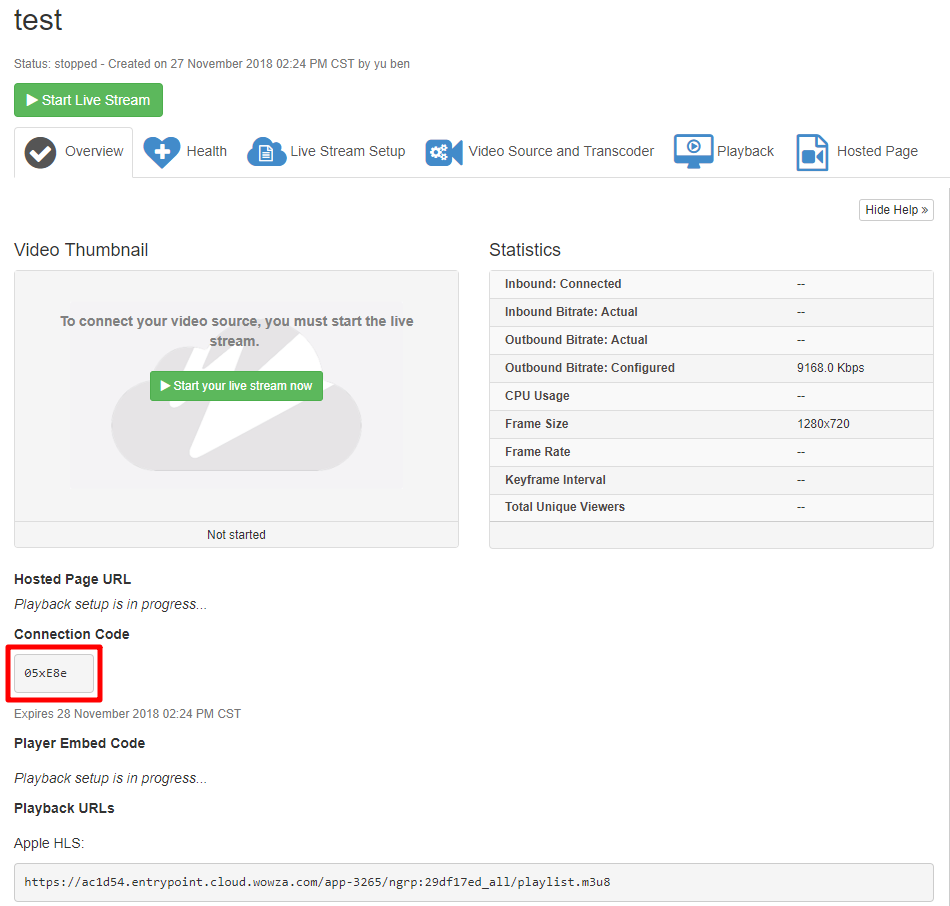 test
Status: stopped - Created on 27 November 2018 02:24 PM CST by yu ben
Start Live Stream
Overview Health Live Stream Setup Video Source and Transcoder Playback Hosted Page
Hide Help »
Video Thumbnail
To connect your video source, you must start the live
stream.
Start your live stream now
Not started
Statistics
Inbound: Connected --
Inbound Bitrate: Actual --
Outbound Bitrate: Actual --
Outbound Bitrate: Configured 9168.0 Kbps
CPU Usage --
Frame Size 1280x720
Frame Rate --
Keyframe Interval --
Total Unique Viewers --
Hosted Page URL
Playback setup is in progress...
Connection Code
05xE8e
Expires 28 November 2018 02:24 PM CST
Player Embed Code
Playback setup is in progress...
Playback URLs
Apple HLS:
https://ac1d54.entrypoint.cloud.wowza.com/app-3265/ngrp:29df17ed_all/playlist.m3u8